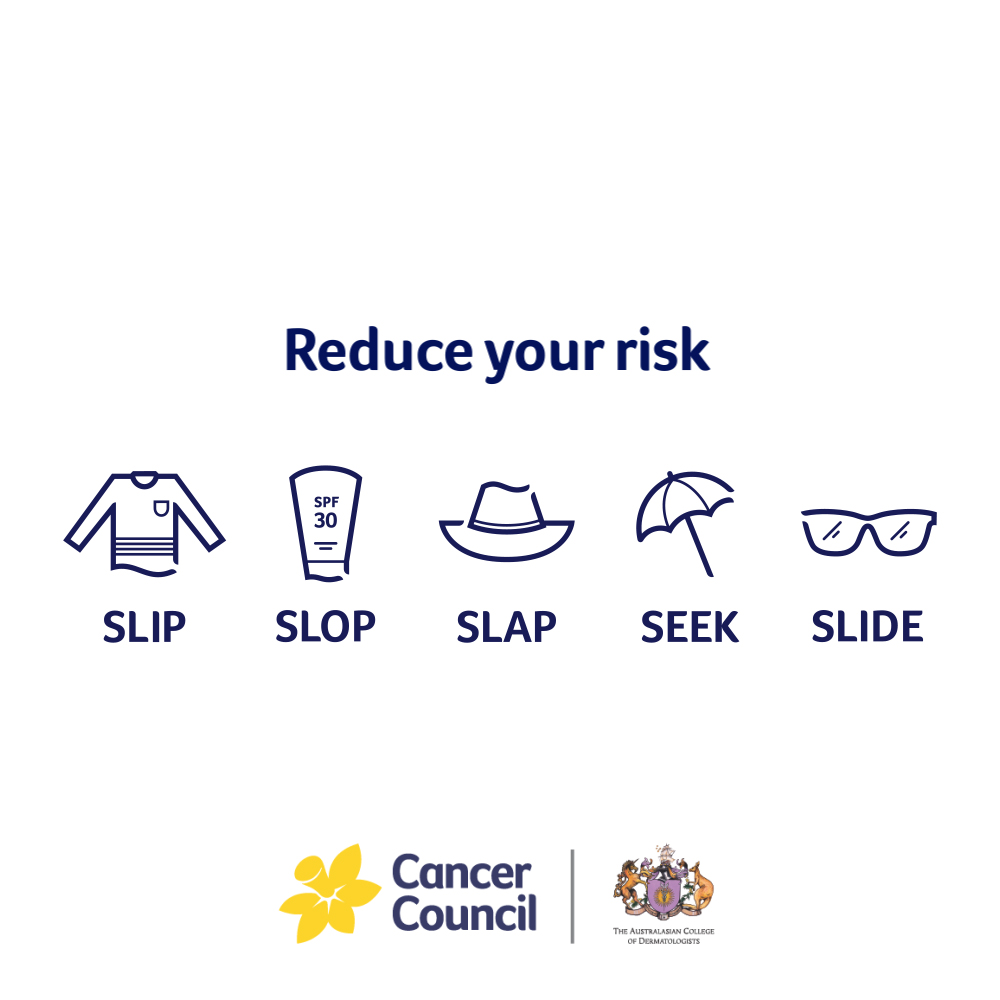 Reduce your risk
SPF
30
SLIP SLOP SLAP SEEK SLIDE
Cancer
Council
THE AUSTRALASIAN COLLEGE
OF DERMATOLOGISTS